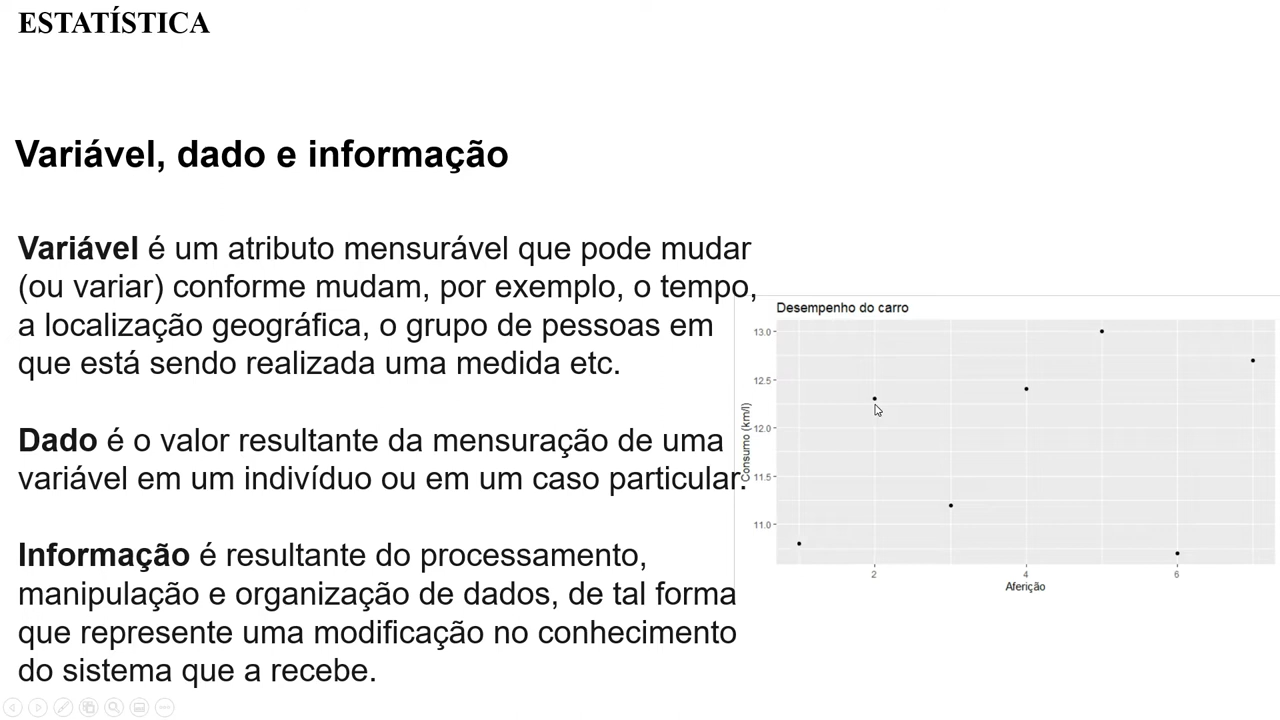 ESTATÍSTICA
Variável, dado e informação
Variável é um atributo mensurável que pode mudar
(ou variar) conforme mudam, por exemplo, o tempo,
a localização geográfica, o grupo de pessoas em
que está sendo realizada uma medida etc.
Dado é o valor resultante da mensuração de uma
variável em um indivíduo ou em um caso particular.
Informação é resultante do processamento,
manipulação e organização de dados, de tal forma
que represente uma modificação no conhecimento
do sistema que a recebe.
Desempenho do carro
Consumo (km/l)
13.0
12.5
12.0
11.5
11.0
2
4
6
Aferição